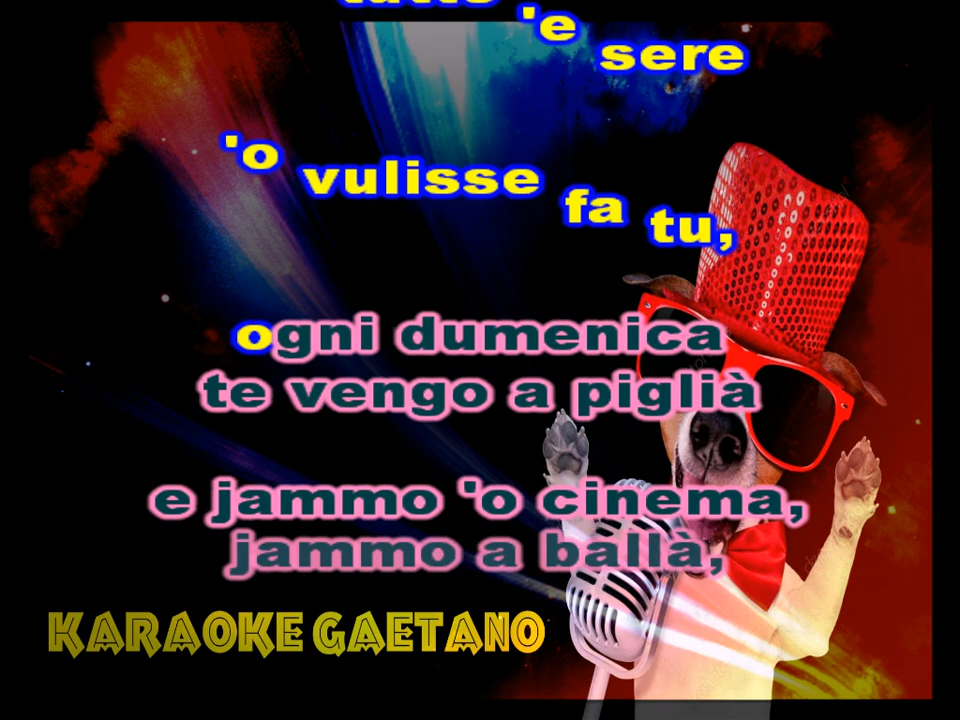 'e sere
'o vulisse fa tu,
ogni dumenica
te vengo a piglià
e jammo 'o cinema,
jammo a ballà,
KARAOKE GAETANO